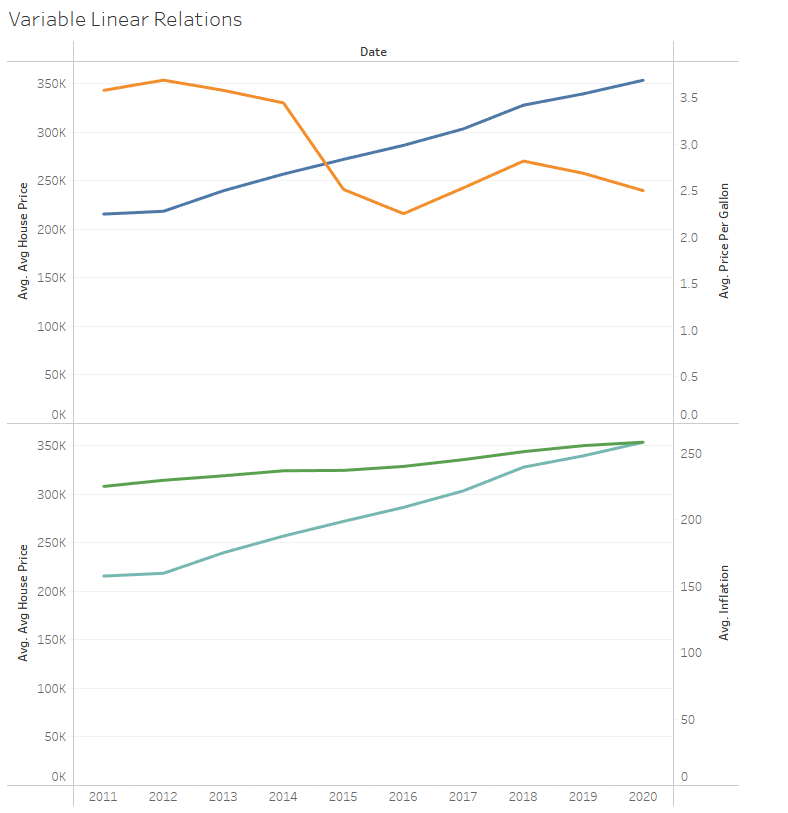 Variable Linear Relations
Date
Avg. Avg House Price
350K
300K
250K
200K
150K
100K
50K
0K
3.5
3.0
2.5
2.0
1.5
1.0
0.5
0.0
Avg. Price Per Gallon
Avg. Avg House Price
350K
300K
250K
200K
150K
100K
50K
0K
250
200
150
100
50
0
Avg. Inflation
2011 2012 2013 2014 2015 2016 2017 2018 2019 2020